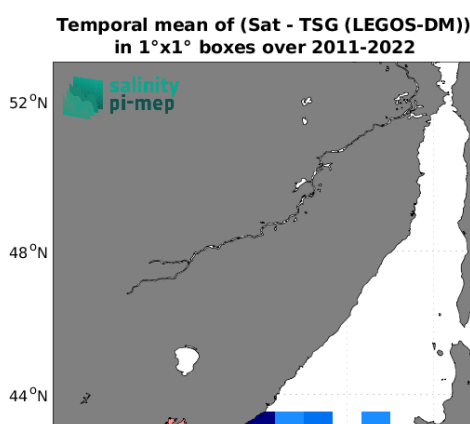 Temporal mean of (Sat - TSG (LEGOS-DM))
in 1°x1° boxes over 2011-2022
salinity
pi-mep
52°N
48°N
44°N